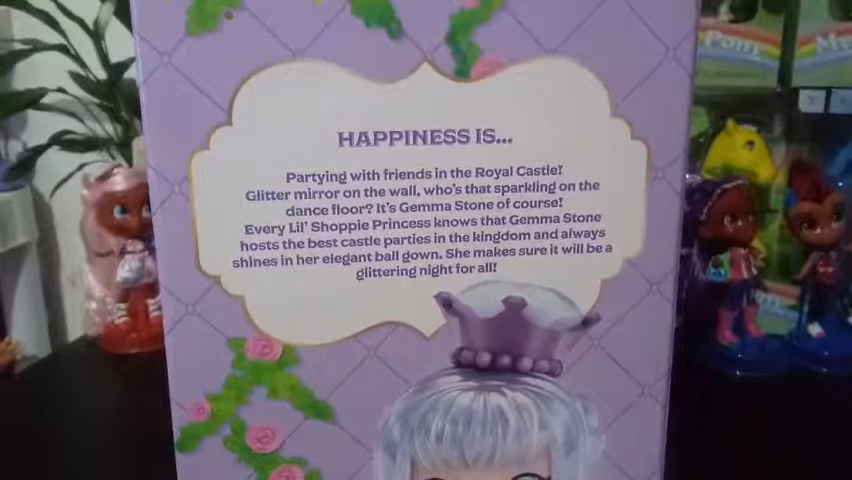 HAPPINESS IS...
Partying with friends in the Royal Castle!
Glitter mirror on the wall, who's that sparkling on the
dance floor? It's Gemma Stone of course!
Every Lil' Shoppie Princess knows that Gemma Stone
hosts the best castle parties in the kingdom and always
shines in her elegant ball gown. She makes sure it will be a
glittering night for all!